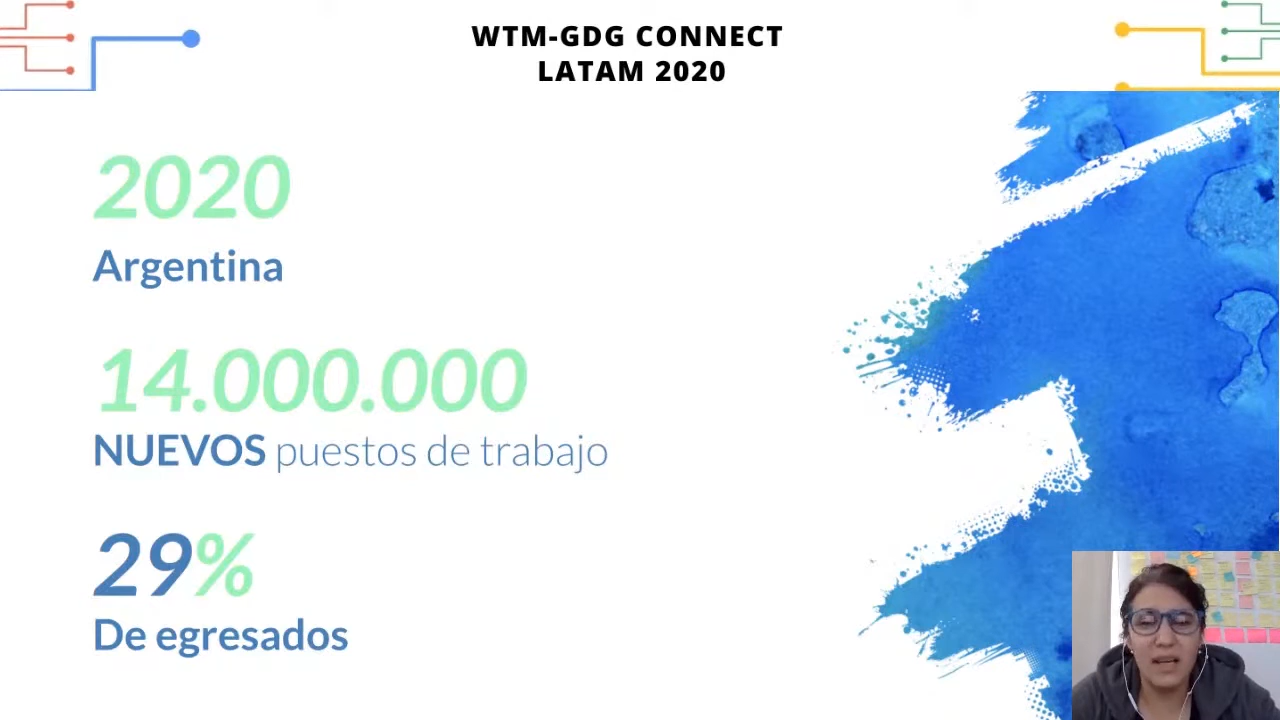 WTM-GDG CONNECT
LATAM 2020
2020
Argentina
14.000.000
NUEVOS puestos de trabajo
29%
De egresados